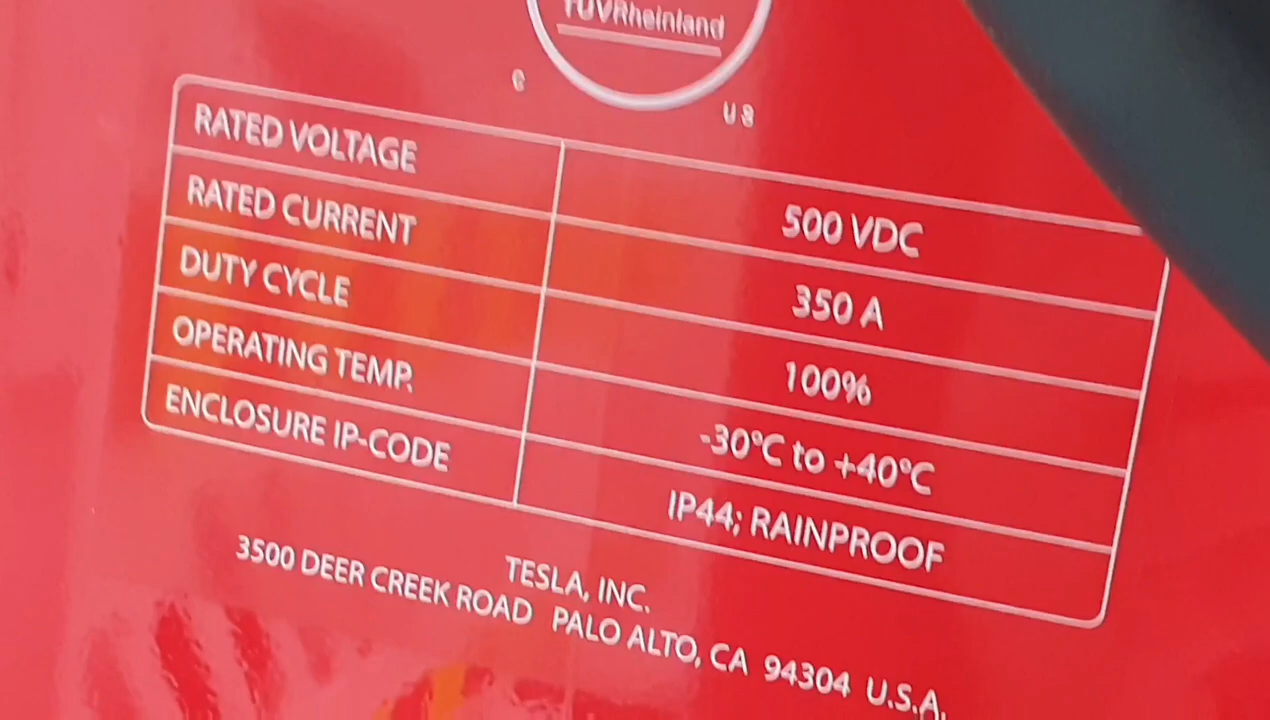 TÜVRheinland
C US
RATED VOLTAGE 500 VDC
RATED CURRENT 350 A
DUTY CYCLE 100%
OPERATING TEMP. -30°C to +40°C
ENCLOSURE IP-CODE IP44; RAINPROOF
TESLA, INC.
3500 DEER CREEK ROAD PALO ALTO, CA 94304 U.S.A.